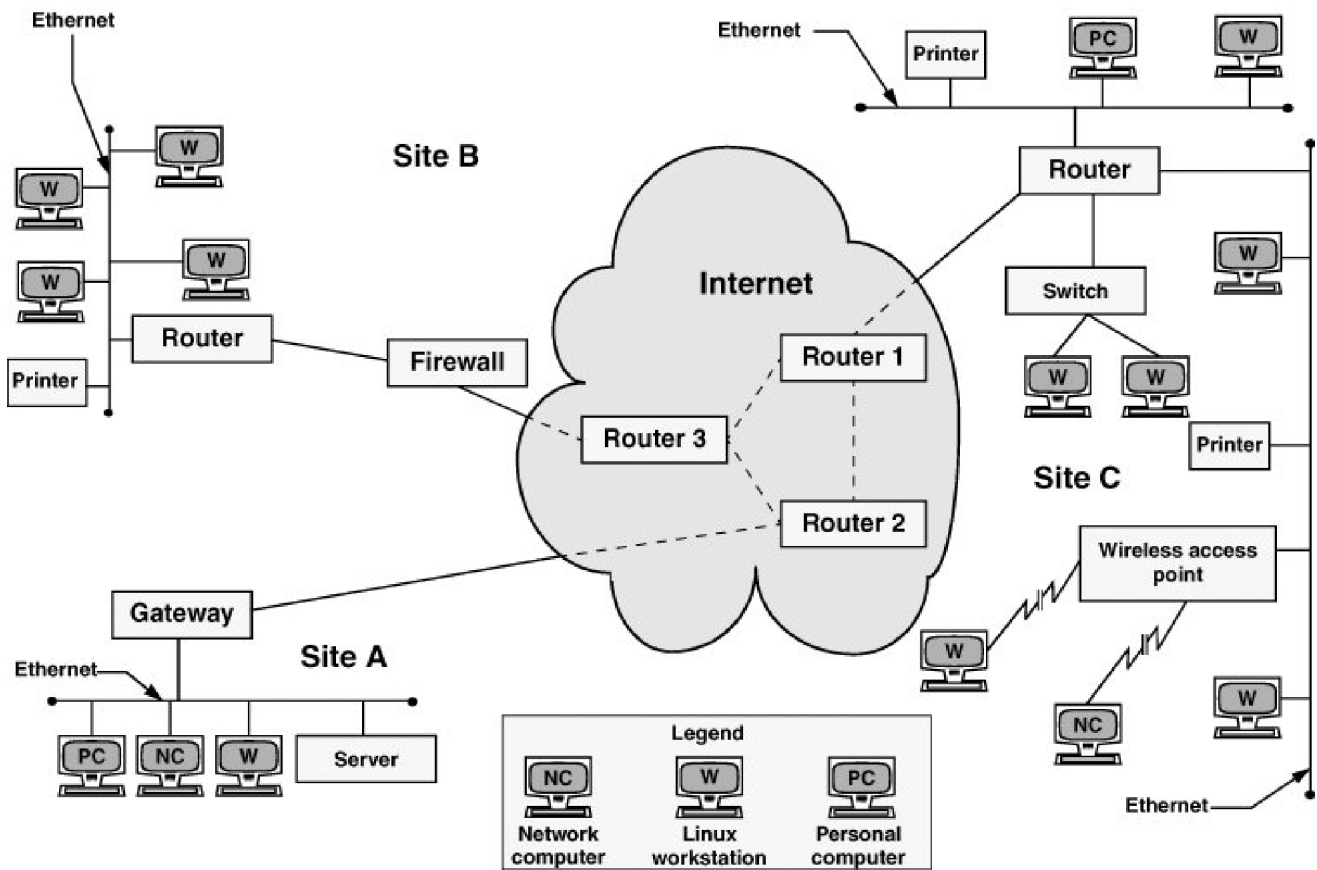 Ethernet
W
W
W
W
Printer
Router
Site B
Firewall
Internet
Router 1
Router 3
Router 2
Ethernet
Printer
PC
W
Router
Switch
W
W
W
Printer
Site C
Wireless access
point
W
NC
W
Ethernet
Gateway
Site A
Ethernet
PC
NC
W
Server
Legend
NC
W
PC
Network
computer
Linux
workstation
Personal
computer